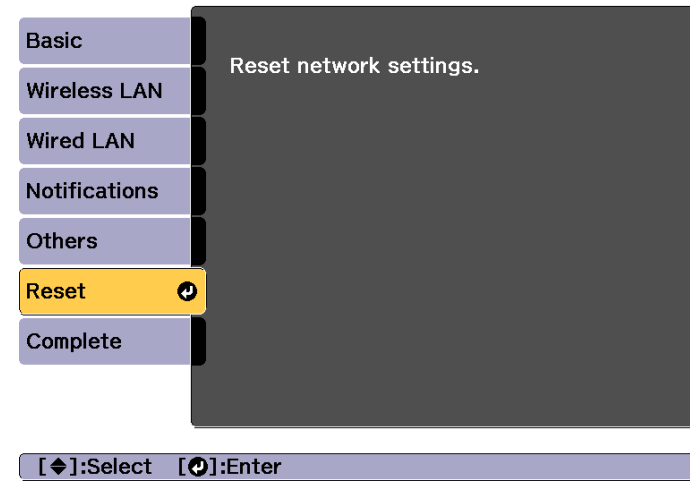 Basic
Wireless LAN
Wired LAN
Notifications
Others
Reset
Complete
Reset network settings.
[◆]:Select [⏎]:Enter